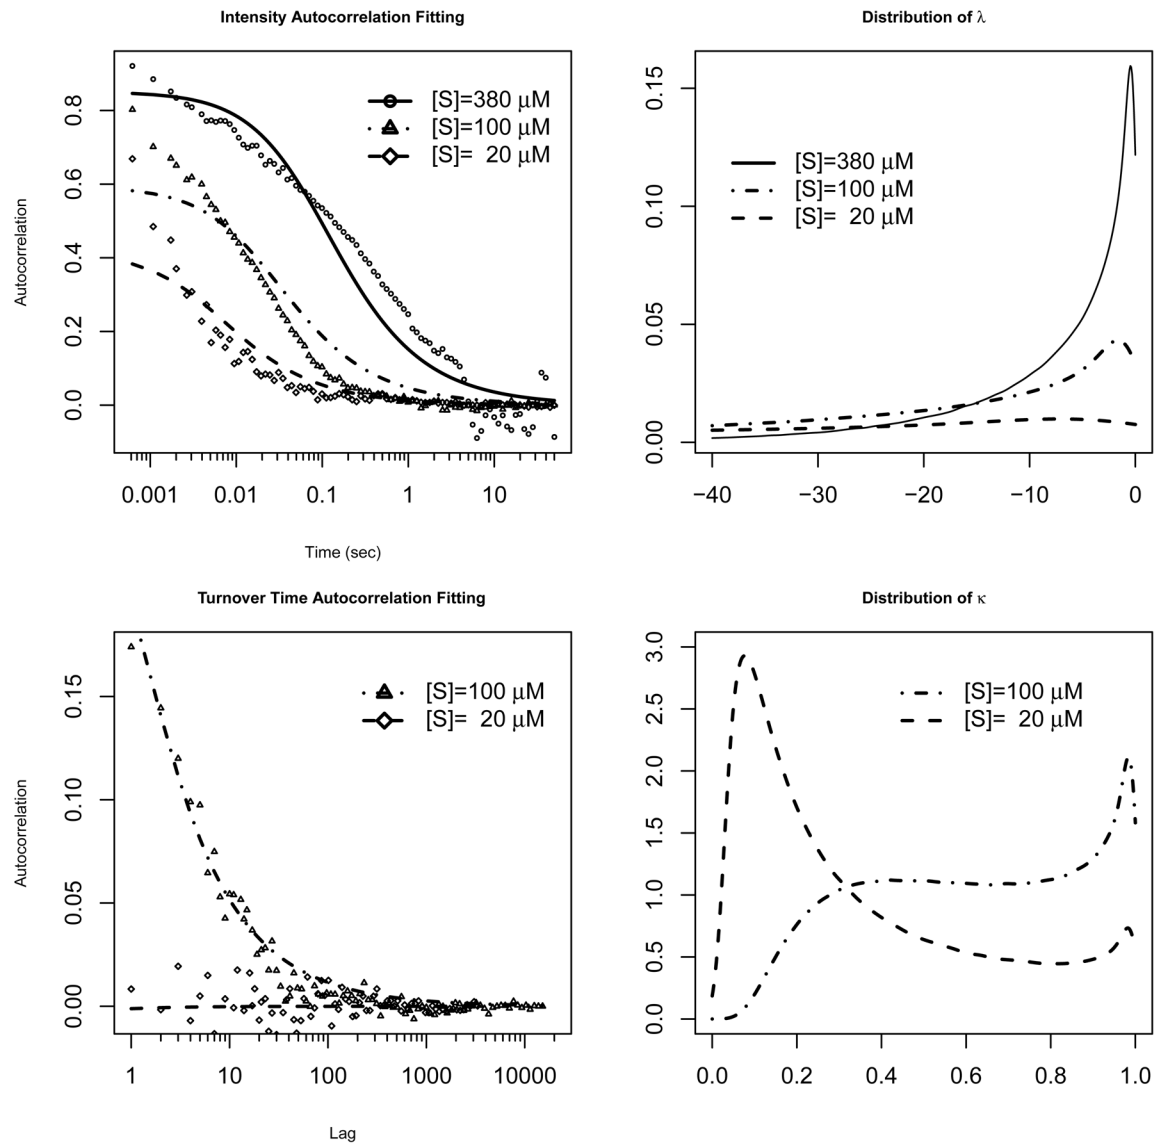 Intensity Autocorrelation Fitting
Autocorrelation
0.0 0.2 0.4 0.6 0.8
[S]=380 μM
[S]=100 μM
[S]= 20 μM
0.001 0.01 0.1 1 10
Time (sec)
Distribution of λ
0.00 0.05 0.10 0.15
[S]=380 μM
[S]=100 μM
[S]= 20 μM
−40 −30 −20 −10 0
Turnover Time Autocorrelation Fitting
Autocorrelation
0.00 0.05 0.10 0.15
[S]=100 μM
[S]= 20 μM
1 10 100 1000 10000
Lag
Distribution of κ
0.0 0.5 1.0 1.5 2.0 2.5 3.0
[S]=100 μM
[S]= 20 μM
0.0 0.2 0.4 0.6 0.8 1.0